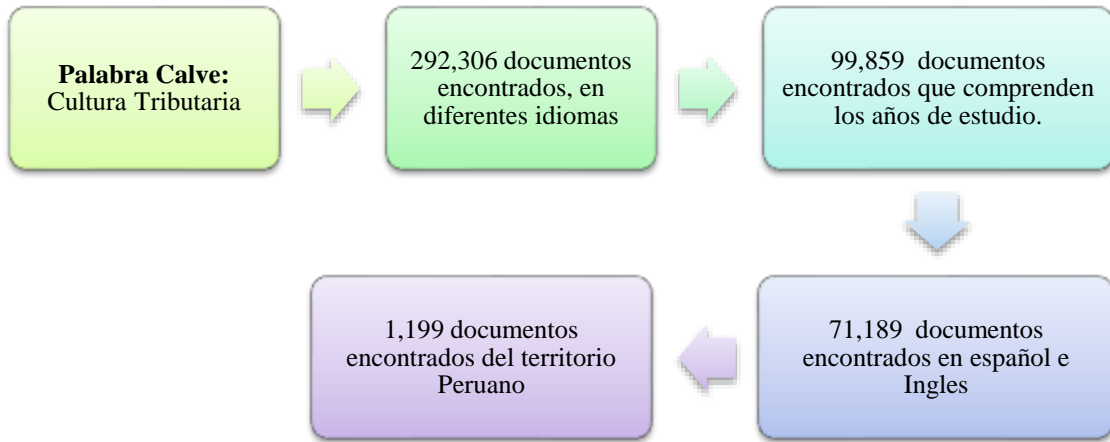 Palabra Calve:
Cultura Tributaria
292,306 documentos
encontrados, en
diferentes idiomas
99,859 documentos
encontrados que comprenden
los años de estudio.
71,189 documentos
encontrados en español e
Ingles
1,199 documentos
encontrados del territorio
Peruano